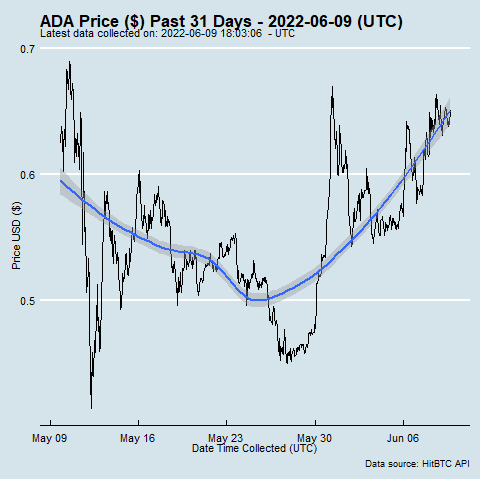 ADA Price ($) Past 31 Days - 2022-06-09 (UTC)
Latest data collected on: 2022-06-09 18:03:06 - UTC
0.7
0.6
0.5
Price USD ($)
May 09 May 16 May 23 May 30 Jun 06
Date Time Collected (UTC)
Data source: HitBTC API